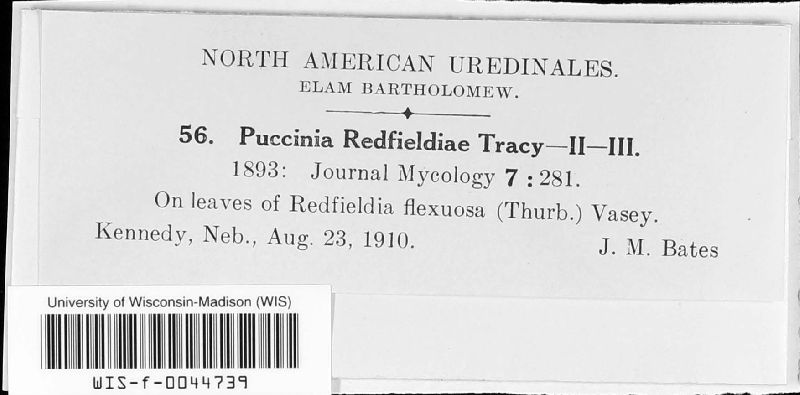 NORTH AMERICAN UREDINALES.
ELAM BARTHOLOMEW.
56. Puccinia Redfieldiae Tracy—II—III.
1893: Journal Mycology 7 : 281.
On leaves of Redfieldia flexuosa (Thurb.) Vasey.
Kennedy, Neb., Aug. 23, 1910. J. M. Bates
University of Wisconsin-Madison (WIS)
WIS-f-0044739